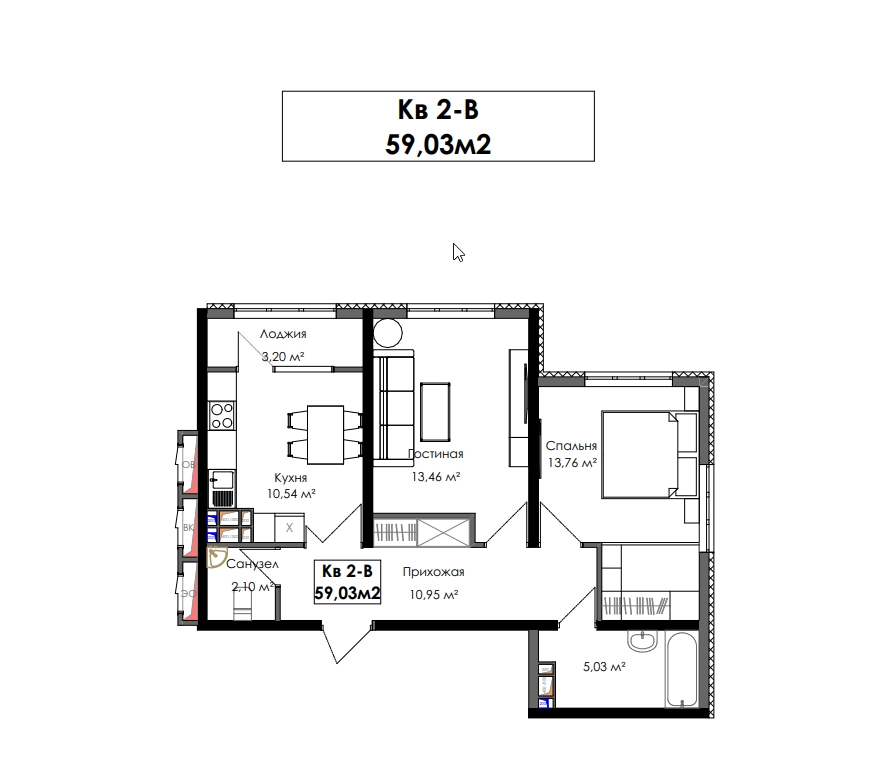 Кв 2-В
59,03м2
Лоджия
3,20 м²
Гостиная
13,46 м²
Спальня
13,76 м²
Кухня
10,54 м²
ОВ
ВК
ЭО
X
Санузел
2,10 м²
Кв 2-В
59,03м2
Прихожая
10,95 м²
5,03 м²